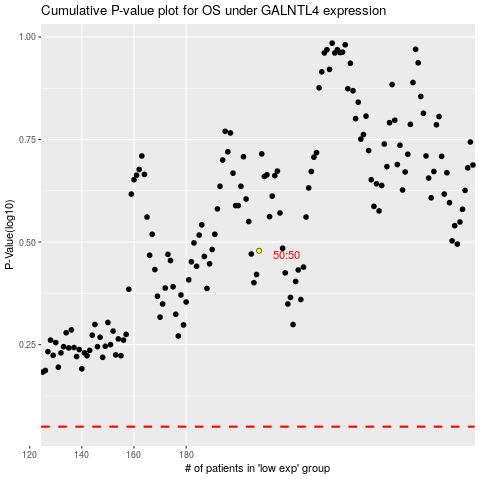 Cumulative P-value plot for OS under GALNTL4 expression
1.00
0.75
0.50
0.25
P-Value(log10)
50:50
120 140 160 180
# of patients in 'low exp' group